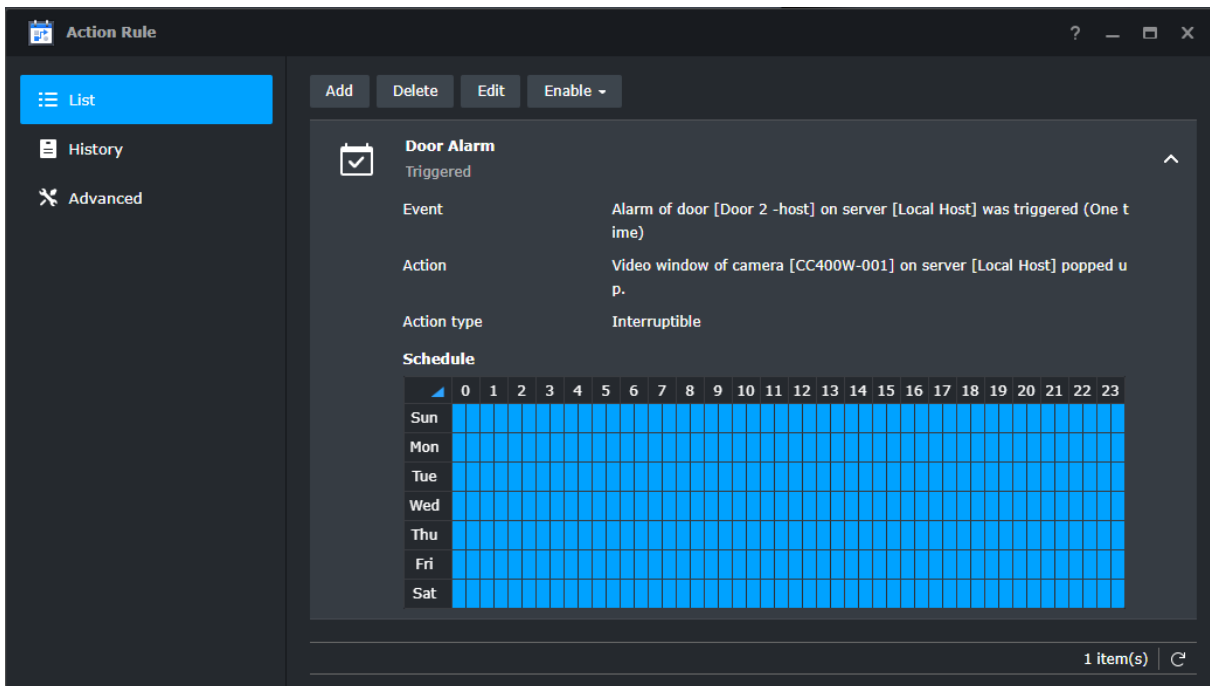 Action Rule
?
List
History
Advanced
Add Delete Edit Enable
Door Alarm
Triggered
Event Alarm of door [Door 2 -host] on server [Local Host] was triggered (One t
ime)
Action Video window of camera [CC400W-001] on server [Local Host] popped u
p.
Action type Interruptible
Schedule
0 1 2 3 4 5 6 7 8 9 10 11 12 13 14 15 16 17 18 19 20 21 22 23
Sun
Mon
Tue
Wed
Thu
Fri
Sat
1 item(s)